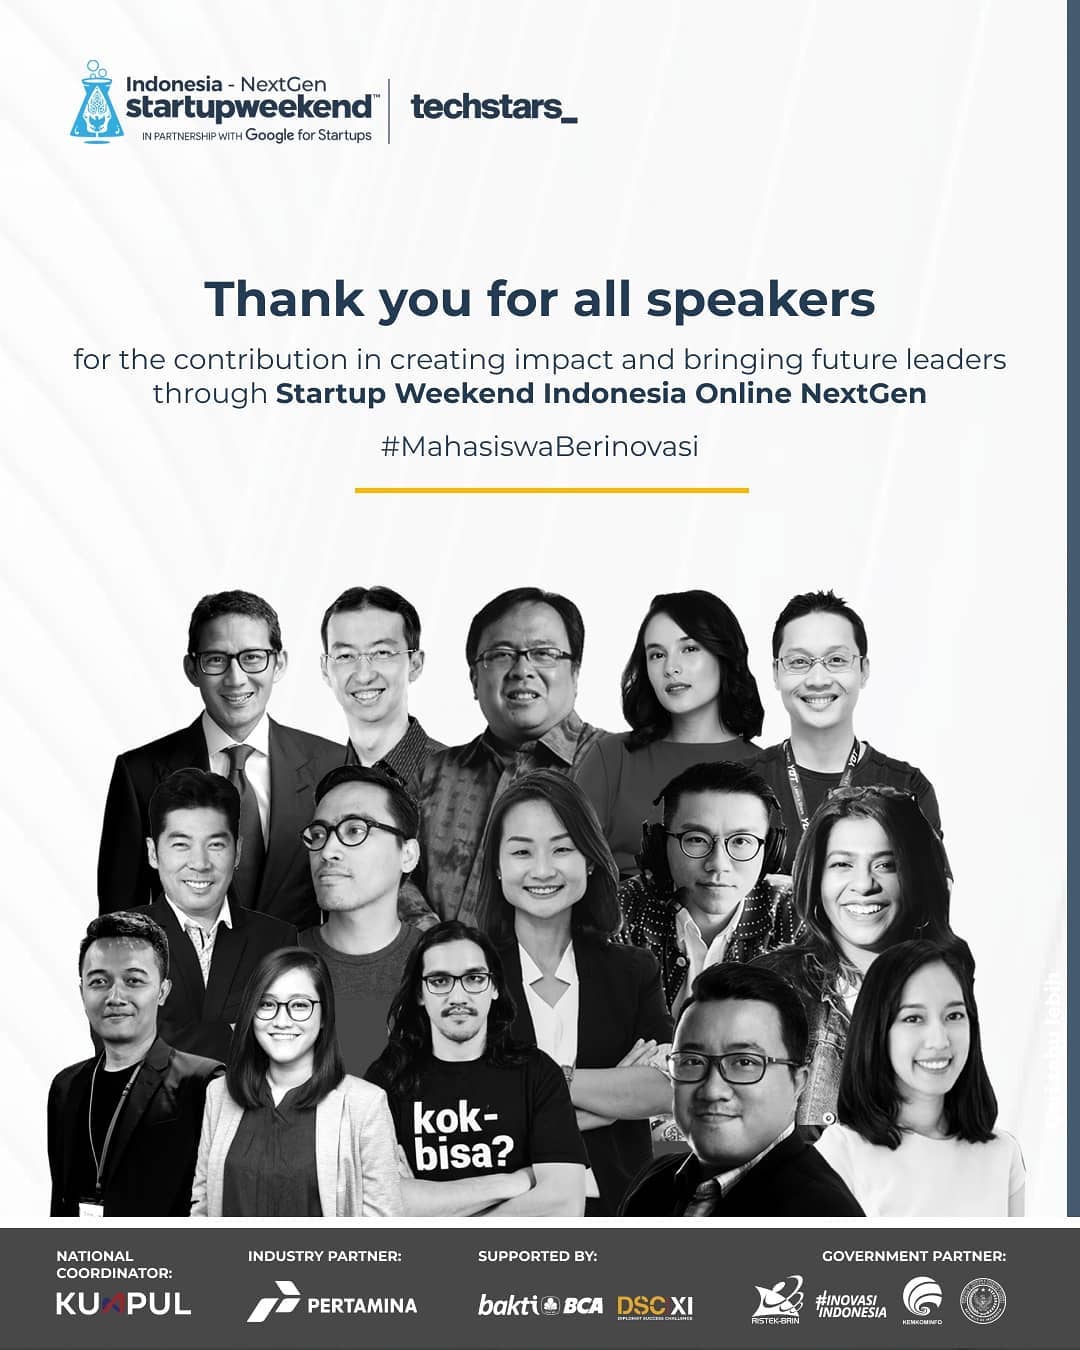 Indonesia - NextGen
startupweekend™
IN PARTNERSHIP WITH Google for Startups
techstars_
Thank you for all speakers
for the contribution in creating impact and bringing future leaders
through Startup Weekend Indonesia Online NextGen
#MahasiswaBerinovasi
YOT
YOT
kok-
bisa?
NATIONAL
COORDINATOR:
KUMPUL
INDUSTRY PARTNER:
PERTAMINA
SUPPORTED BY:
bakti BCA
DSC XI
DIPLOMAT SUCCESS CHALLENGE
GOVERNMENT PARTNER:
RISTEK-BRIN
#INOVASI
INDONESIA
KEMKOMINFO